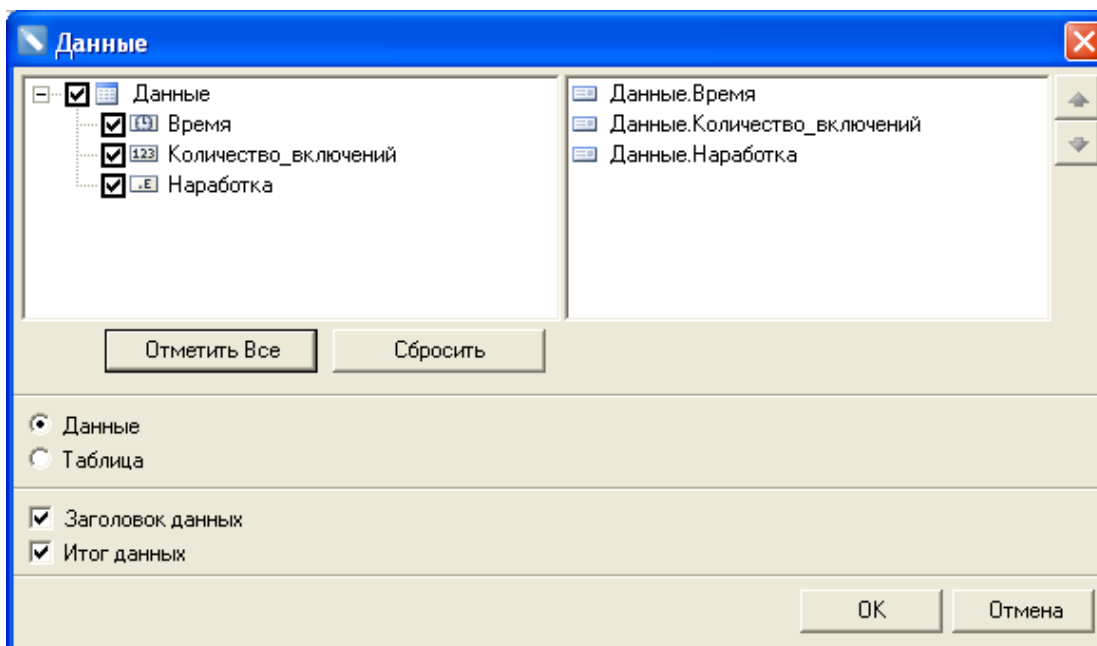 Данные
Данные
Время
123 Количество_включений
.E Наработка
Данные.Время
Данные.Количество_включений
Данные.Наработка
Отметить Все
Сбросить
Данные
Таблица
Заголовок данных
Итог данных
OK
Отмена